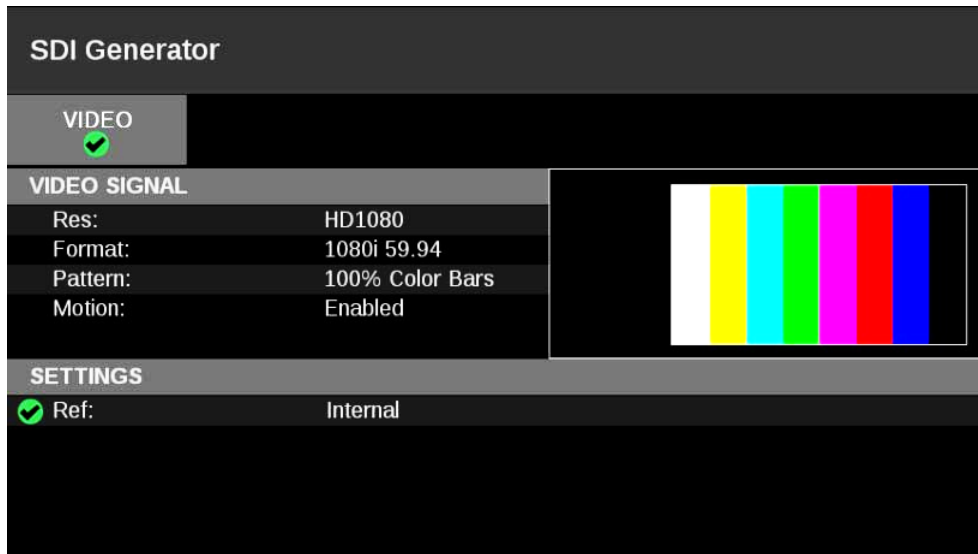 SDI Generator
VIDEO
VIDEO SIGNAL
Res: HD1080
Format: 1080i 59.94
Pattern: 100% Color Bars
Motion: Enabled
SETTINGS
Ref: Internal